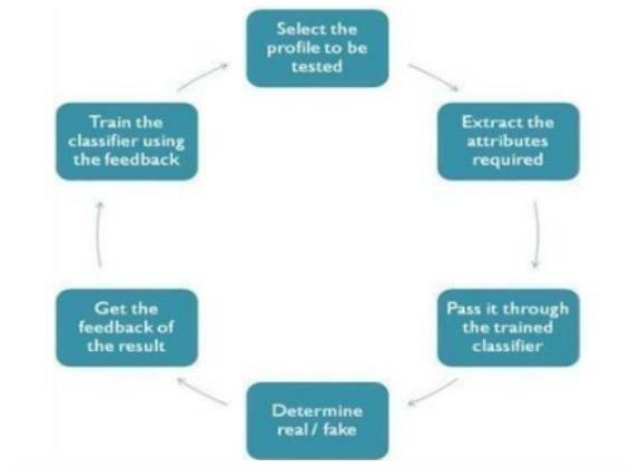 Select the
profile to be
tested
Extract the
attributes
required
Pass it through
the trained
classifier
Determine
real / fake
Get the
feedback of
the result
Train the
classifier using
the feedback